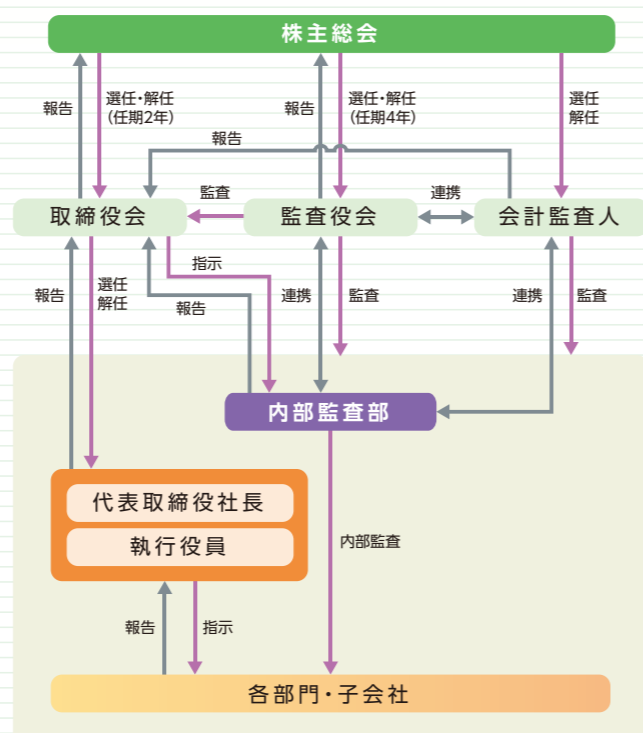 株主総会
報告
選任・解任
（任期2年）
報告
選任・解任
（任期4年）
選任
解任
報告
取締役会
監査
監査役会
連携
会計監査人
指示
報告
選任
解任
報告
連携
監査
連携
監査
内部監査部
代表取締役社長
執行役員
内部監査
報告
指示
各部門・子会社